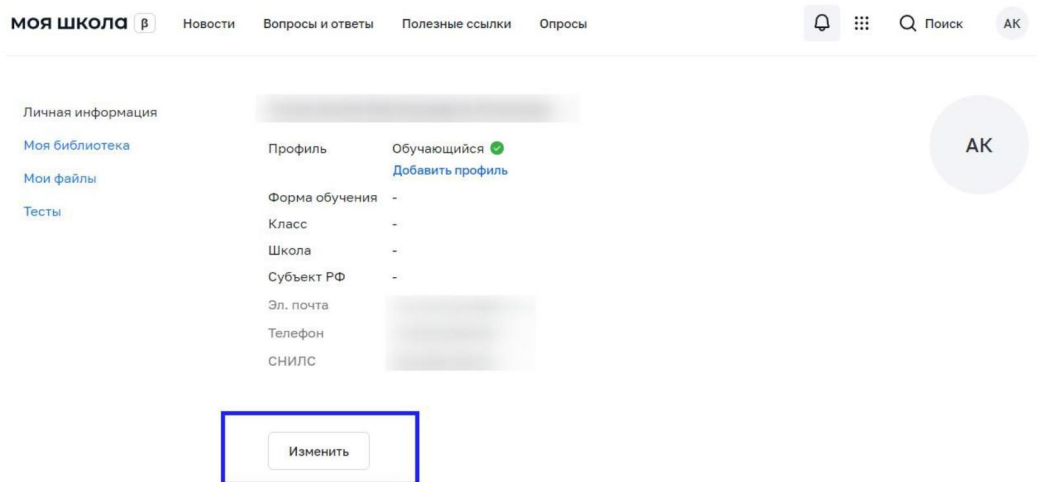 моя школа β Новости Вопросы и ответы Полезные ссылки Опросы Поиск АК
Личная информация
Моя библиотека
Мои файлы
Тесты
Профиль Обучающийся
Добавить профиль
Форма обучения -
Класс -
Школа -
Субъект РФ -
Эл. почта
Телефон
СНИЛС
Изменить
АК